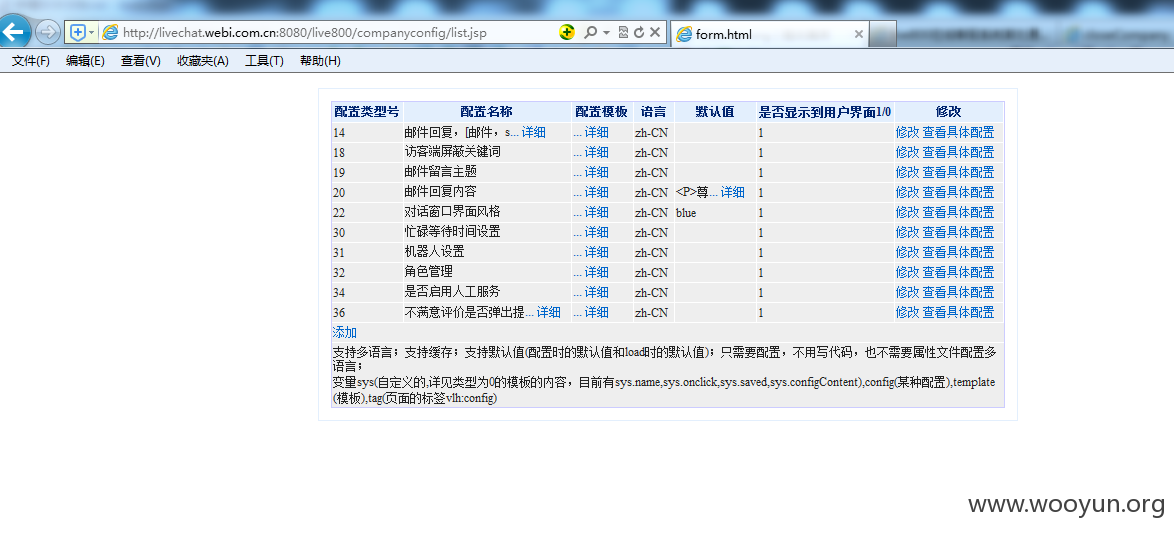 http://livechat.webi.com.cn:8080/live800/companyconfig/list.jsp
form.html
文件(F) 编辑(E) 查看(V) 收藏夹(A) 工具(T) 帮助(H)
配置类型号 配置名称 配置模板 语言 默认值 是否显示到用户界面1/0 修改
14 邮件回复，[邮件，s... 详细 ... 详细 zh-CN 1 修改 查看具体配置
18 访客端屏蔽关键词 ... 详细 zh-CN 1 修改 查看具体配置
19 邮件留言主题 ... 详细 zh-CN 1 修改 查看具体配置
20 邮件回复内容 ... 详细 zh-CN <P>尊... 详细 1 修改 查看具体配置
22 对话窗口界面风格 ... 详细 zh-CN blue 1 修改 查看具体配置
30 忙碌等待时间设置 ... 详细 zh-CN 1 修改 查看具体配置
31 机器人设置 ... 详细 zh-CN 1 修改 查看具体配置
32 角色管理 ... 详细 zh-CN 1 修改 查看具体配置
34 是否启用人工服务 ... 详细 zh-CN 1 修改 查看具体配置
36 不满意评价是否弹出提... 详细 ... 详细 zh-CN 1 修改 查看具体配置
添加
支持多语言；支持缓存；支持默认值(配置时的默认值和load时的默认值)；只需要配置，不用写代码，也不需要属性文件配置多
语言；
变量sys(自定义的,详见类型为0的模板的内容，目前有sys.name,sys.onclick,sys.saved,sys.configContent),config(某种配置),template
(模板),tag(页面的标签vlh:config)
www.wooyun.org